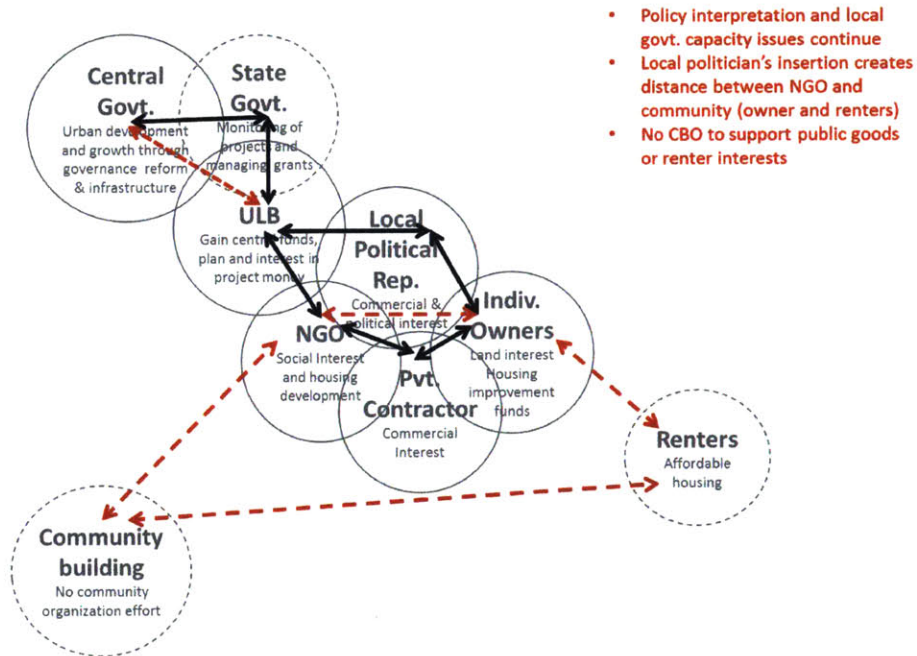 • Policy interpretation and local
govt. capacity issues continue
• Local politician's insertion creates
distance between NGO and
community (owner and renters)
• No CBO to support public goods
or renter interests
Central
Govt.
Urban development
and growth through
governance reform
& infrastructure
State
Govt.
Monitoring of
projects and
managing grants
ULB
Gain central funds,
plan and interest in
project money
Local
Political
Rep.
Commercial &
political interest
NGO
Social Interest
and housing
development
Indiv.
Owners
Land interest
Housing
improvement
funds
Pvt.
Contractor
Commercial
Interest
Renters
Affordable
housing
Community
building
No community
organization effort